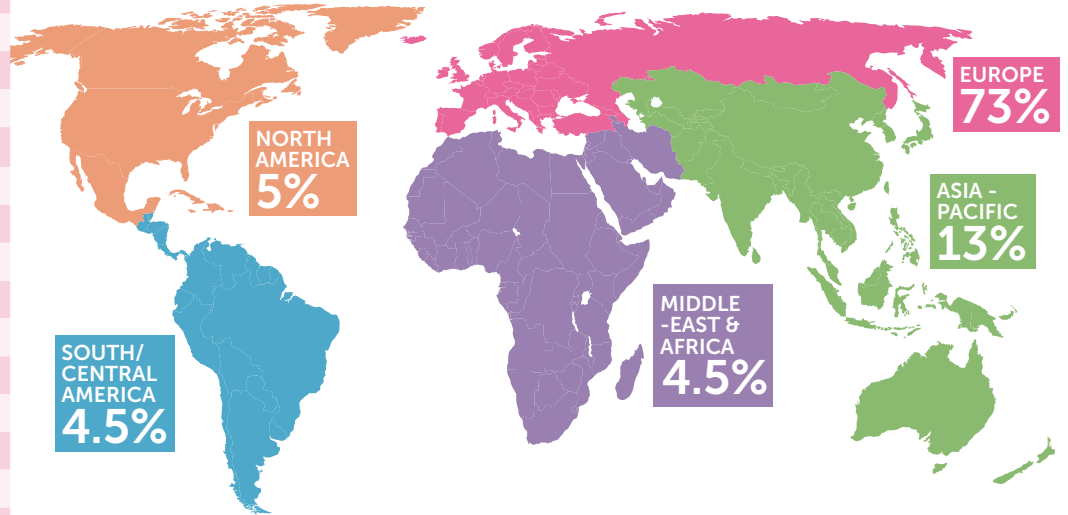 EUROPE
73%
NORTH
AMERICA
5%
ASIA -
PACIFIC
13%
MIDDLE
-EAST &
AFRICA
4.5%
SOUTH/
CENTRAL
AMERICA
4.5%